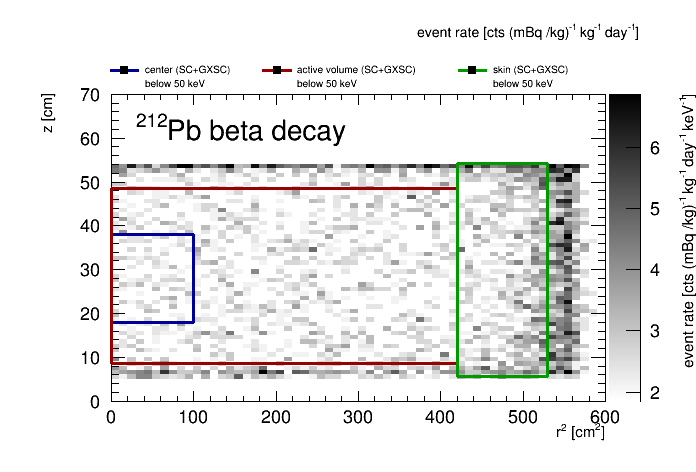 event rate [cts (mBq /kg)⁻¹ kg⁻¹ day⁻¹]
center (SC+GXSC) below 50 keV
active volume (SC+GXSC) below 50 keV
skin (SC+GXSC) below 50 keV
z [cm]
²¹²Pb beta decay
70
60
50
40
30
20
10
0
0 100 200 300 400 500 600
r² [cm²]
6
5
4
3
2
event rate [cts (mBq /kg)⁻¹ kg⁻¹ day⁻¹ keV⁻¹]